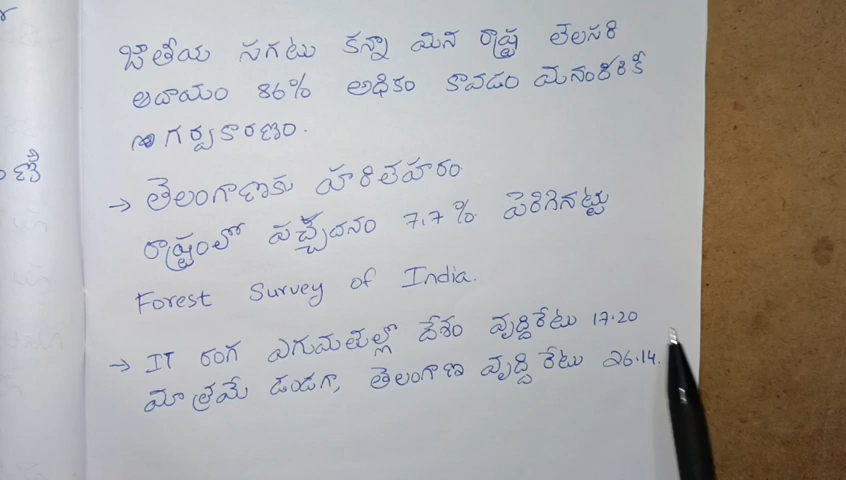 జాతీయ సగటు కన్నా మన రాష్ట్ర తలసరి
ఆదాయం 86% అధికం కావడం మనందరికీ
గర్వకారణం.
→ తెలంగాణకు హరితహారం
రాష్ట్రంలో పచ్చదనం 7.7% పెరిగినట్టు
Forest Survey of India.
→ IT రంగ ఎగుమతుల్లో దేశం వృద్ధిరేటు 17.20
మాత్రమే ఉండగా, తెలంగాణ వృద్ధి రేటు 26.14.